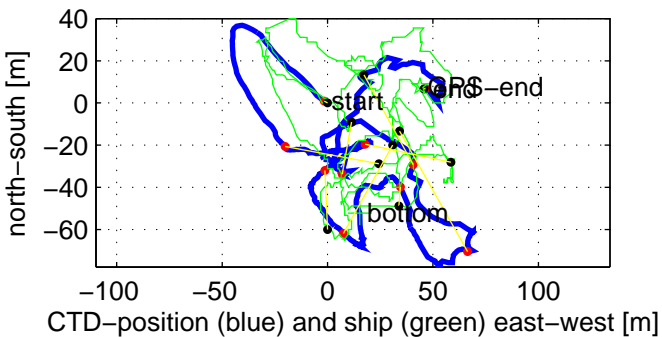 40
20
0
−20
−40
−60
north−south [m]
start
GPS−end
end
bottom
−100
−50
0
50
100
CTD−position (blue) and ship (green) east−west [m]